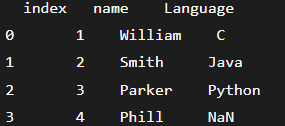 index name Language
0 1 William C
1 2 Smith Java
2 3 Parker Python
3 4 Phill NaN